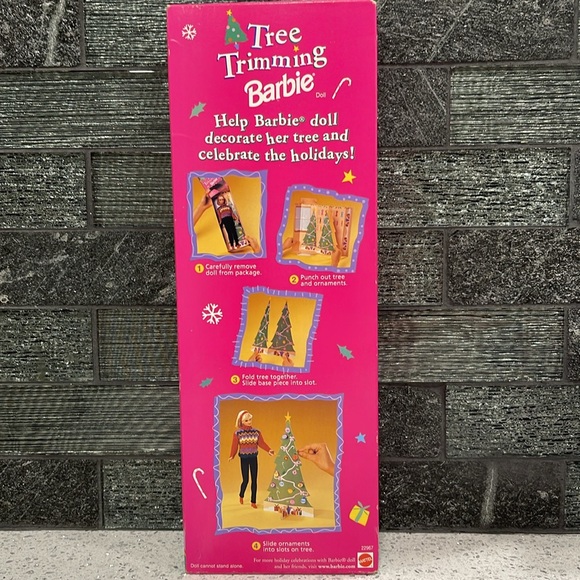 Tree
Trimming
Barbie®
Doll
Help Barbie® doll
decorate her tree and
celebrate the holidays!
1 Carefully remove
doll from package.
2 Punch out tree
and ornaments.
3 Fold tree together.
Slide base piece into slot.
4 Slide ornaments
into slots on tree.
Doll cannot stand alone.
For more holiday celebrations with Barbie® doll
and her friends, visit www.barbie.com
22967
MATTEL